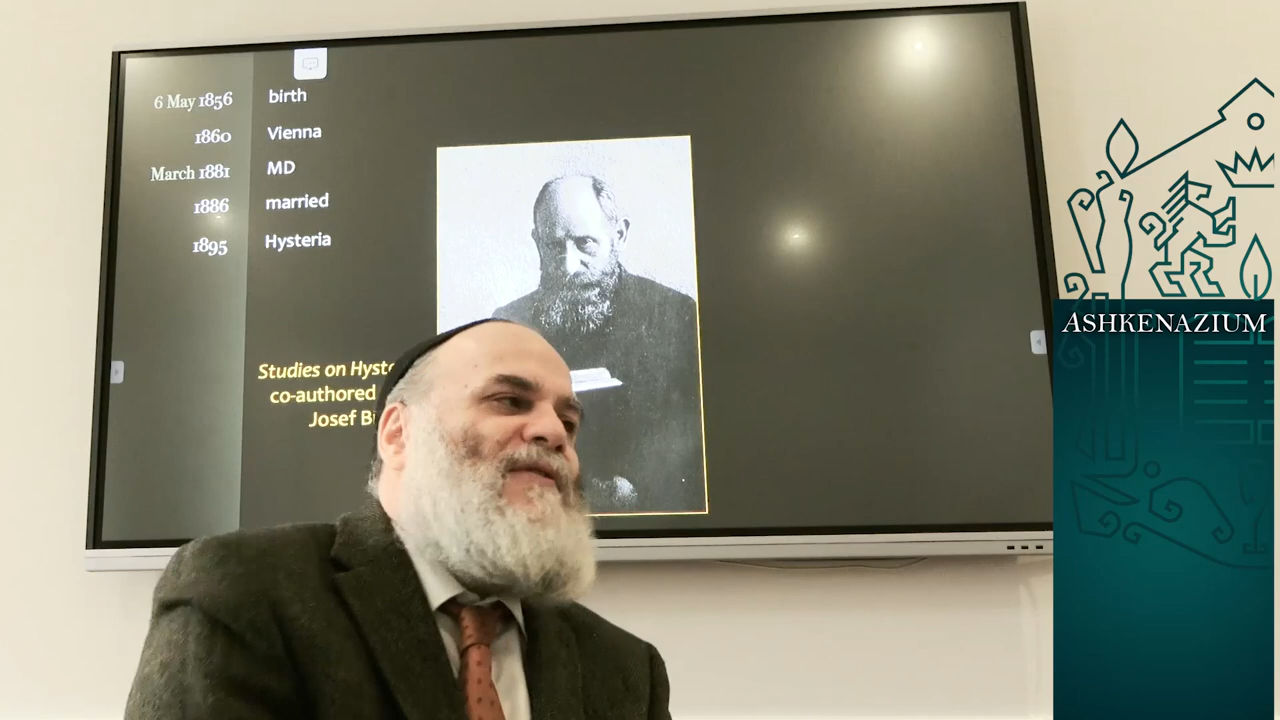 6 May 1856 birth
1860 Vienna
March 1881 MD
1886 married
1895 Hysteria
Studies on Hyste
co-authored
Josef
ASHKENAZIUM